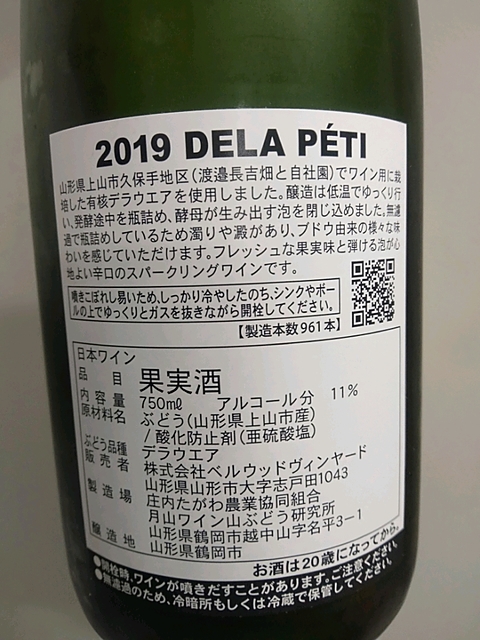 2019 DELA PÉTI
山形県上山市久保手地区(渡邉長吉畑と自社園)でワイン用に栽
培した有核デラウエアを使用しました。醸造は低温でゆっくり行
い、発酵途中を瓶詰め、酵母が生み出す泡を閉じ込めました。無濾
過で瓶詰めしているため濁りや澱があり、ブドウ由来の様々な味
わいを感じていただけます。フレッシュな果実味と弾ける泡が心
地よい辛口のスパークリングワインです。
噴きこぼれし易いため、しっかり冷やしたのち、シンクやボー
ルの上でゆっくりとガスを抜きながら開栓してください。
【製造本数961本】
日本ワイン
品目 果実酒
内容量 750mℓ アルコール分 11%
原材料名 ぶどう(山形県上山市産)
/酸化防止剤(亜硫酸塩)
ぶどう品種 デラウエア
販売者 株式会社ベルウッドヴィンヤード
山形県山形市大字志戸田1043
製造場 庄内たがわ農業協同組合
月山ワイン山ぶどう研究所
山形県鶴岡市越中山字名平3-1
醸造地 山形県鶴岡市
お酒は20歳になってから。
●開栓時、ワインが噴きだすことがあります。ご注意ください。
●無濾過のため、冷暗所もしくは冷蔵で保管してください。